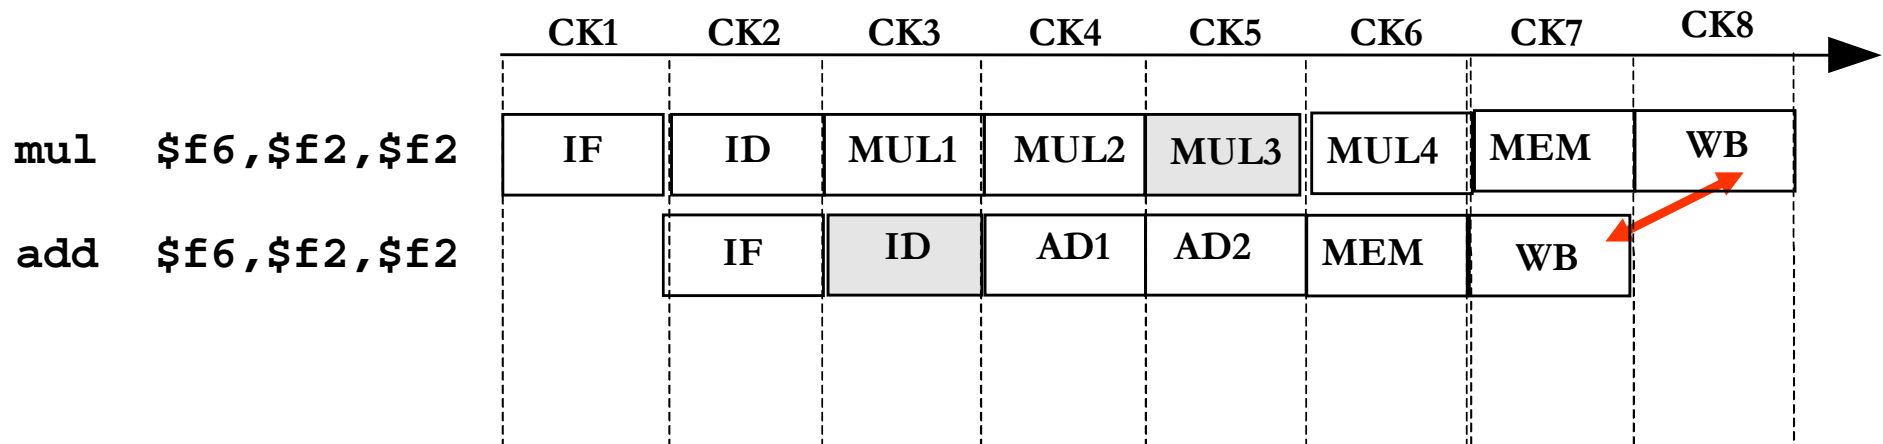 CK1 CK2 CK3 CK4 CK5 CK6 CK7 CK8
mul $f6,$f2,$f2 IF ID MUL1 MUL2 MUL3 MUL4 MEM WB
add $f6,$f2,$f2 IF ID AD1 AD2 MEM WB